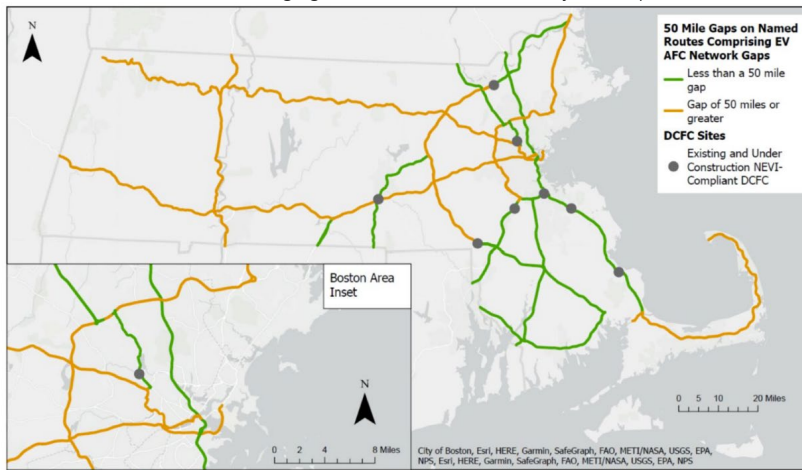 N
50 Mile Gaps on Named
Routes Comprising EV
AFC Network Gaps
Less than a 50 mile
gap
Gap of 50 miles or
greater
DCFC Sites
Existing and Under
Construction NEVI-
Compliant DCFC
Boston Area
Inset
N
0 2 4 8 Miles
0 5 10 20 Miles
City of Boston, Esri, HERE, Garmin, SafeGraph, FAO, METI/NASA, USGS, EPA,
NPS, Esri, HERE, Garmin, SafeGraph, FAO, METI/NASA, USGS, EPA, NPS